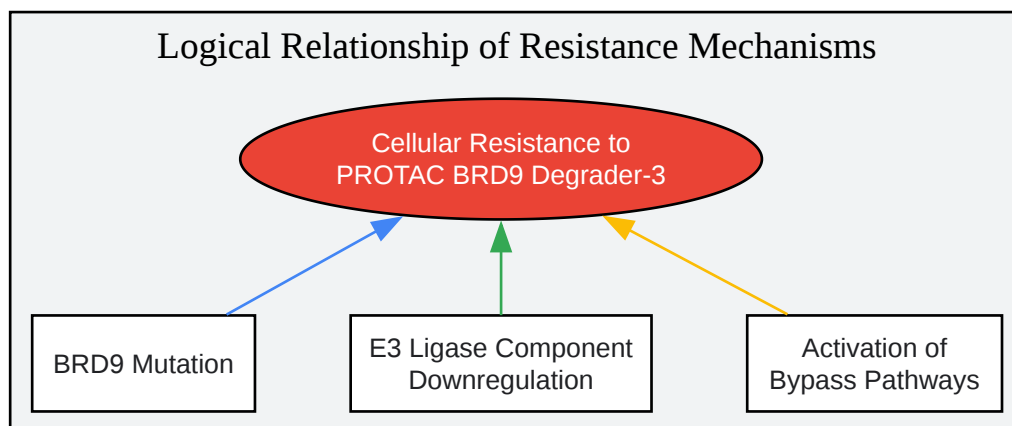 Logical Relationship of Resistance Mechanisms
Cellular Resistance to
PROTAC BRD9 Degrader-3
BRD9 Mutation
E3 Ligase Component
Downregulation
Activation of
Bypass Pathways